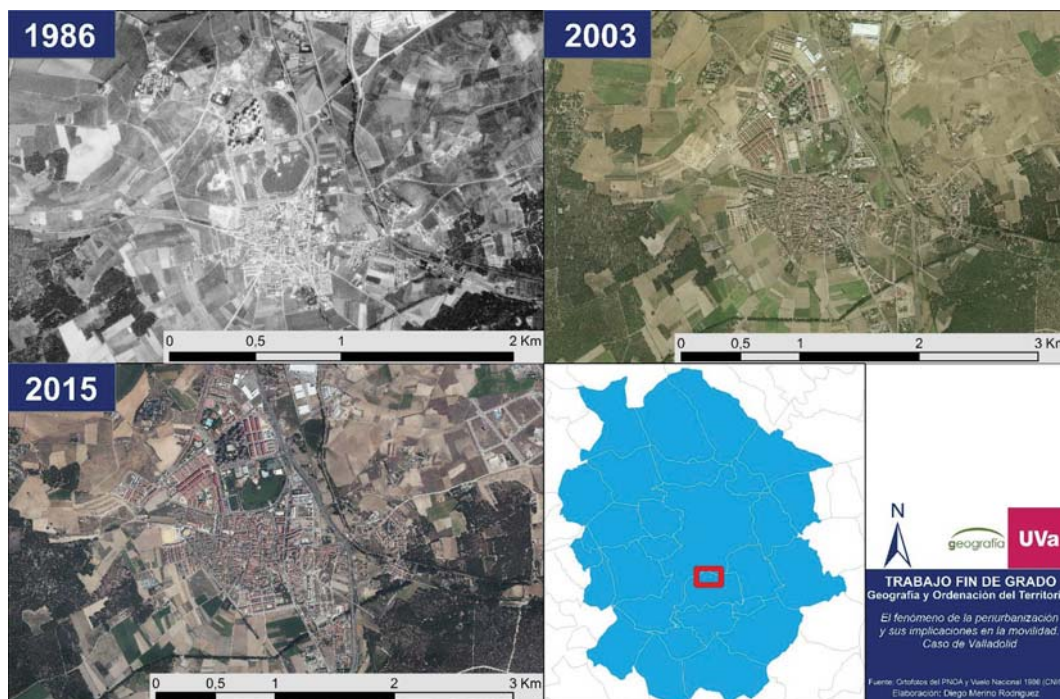 1986
2003
0 0,5 1 2 Km
0 0,5 1 2 3 Km
2015
0 0,5 1 2 3 Km
N
geografía
UVa
TRABAJO FIN DE GRADO
Geografía y Ordenación del Territori
El fenómeno de la periurbanización
y sus implicaciones en la movilidad.
Caso de Valladolid
Fuente: Ortofotos del PNOA y Vuelo Nacional 1986
Elaboración: Diego Merino Rodríguez